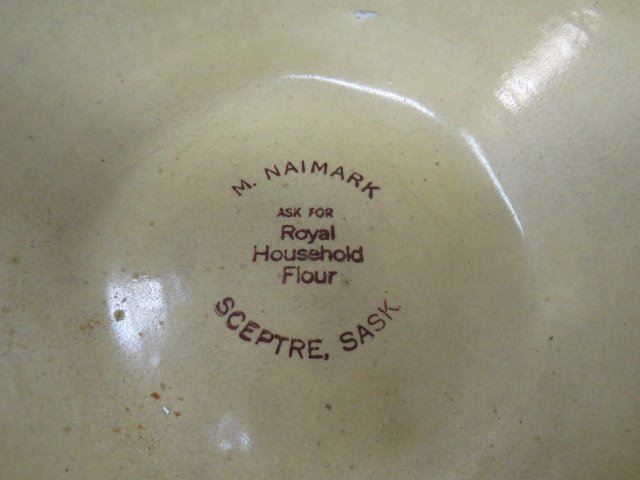 M. NAIMARK
ASK FOR
Royal
Household
Flour
SCEPTRE, SASK